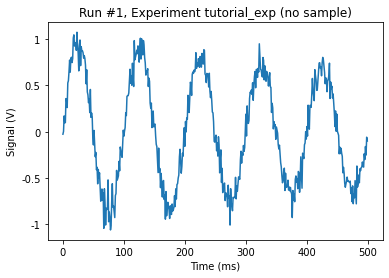 Run #1, Experiment tutorial_exp (no sample)
1
0.5
0
-0.5
-1
Signal (V)
0 100 200 300 400 500
Time (ms)